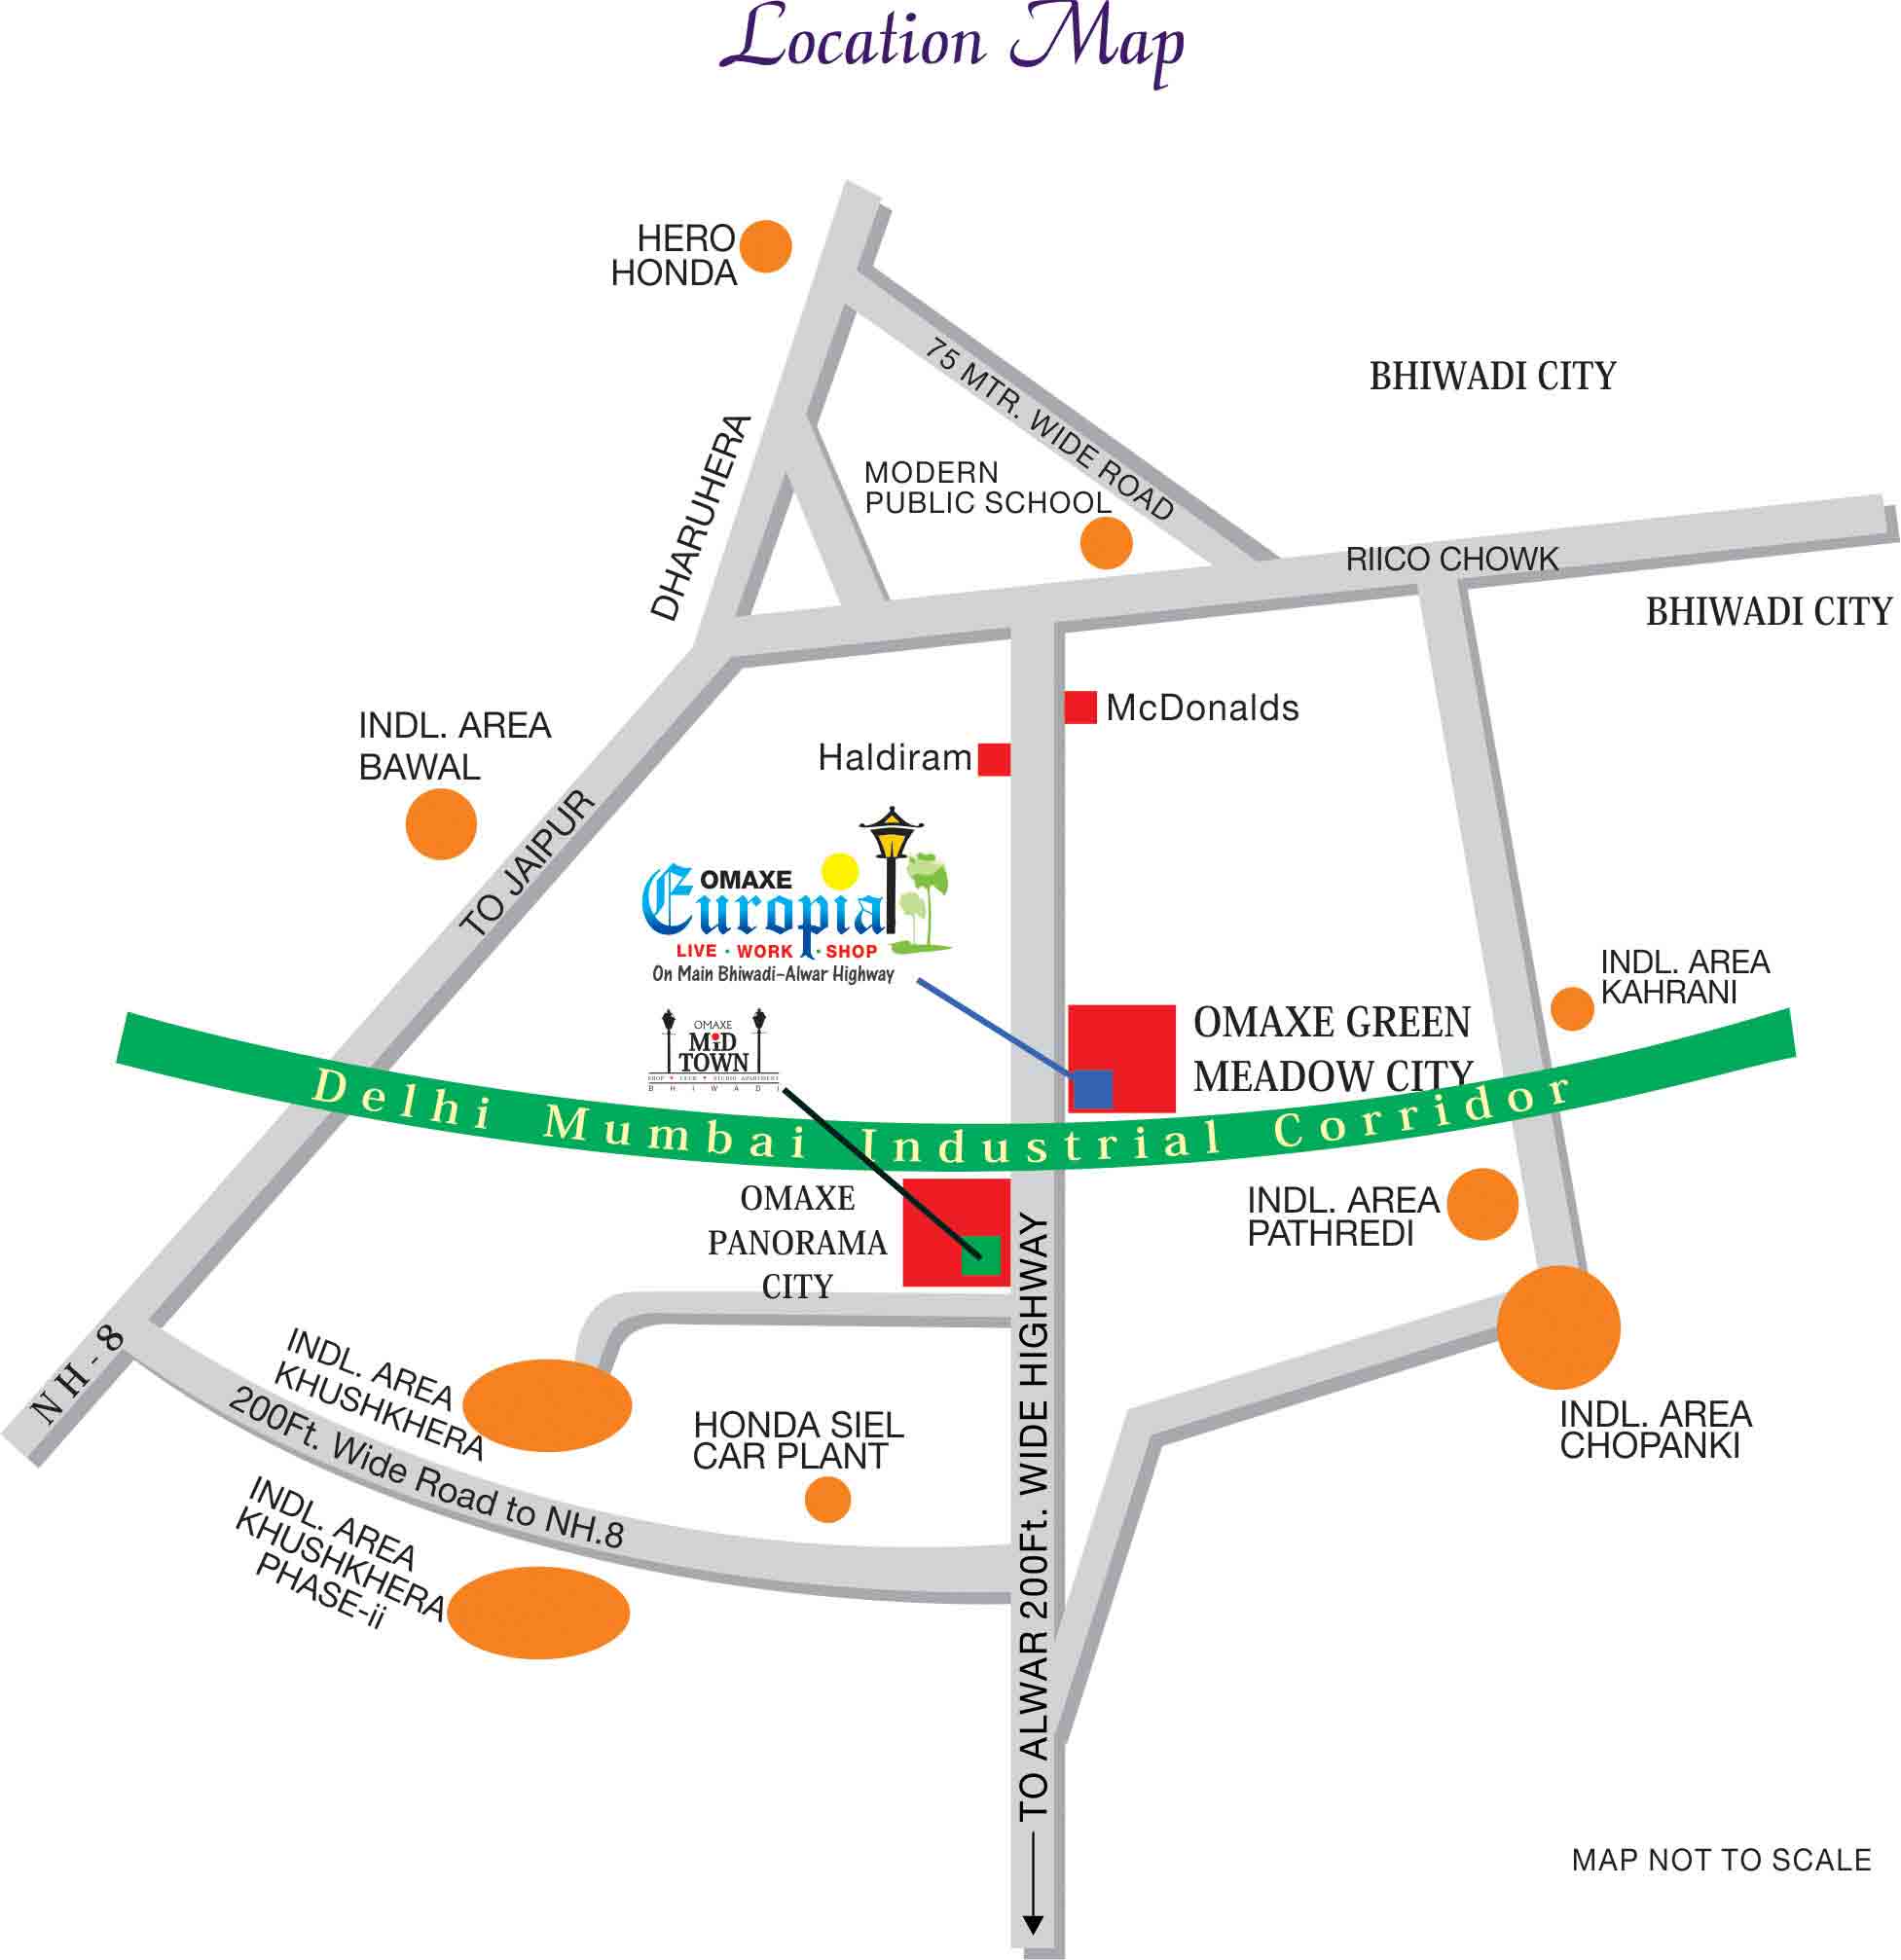 Location Map
HERO
HONDA
75 MTR. WIDE ROAD
BHIWADI CITY
DHARUHERA
MODERN
PUBLIC SCHOOL
RIICO CHOWK
BHIWADI CITY
McDonalds
Haldiram
INDL. AREA
BAWAL
TO JAIPUR
OMAXE
Europia
LIVE · WORK · SHOP
On Main Bhiwadi-Alwar Highway
INDL. AREA
KAHRANI
OMAXE GREEN
MEADOW CITY
OMAXE
MiD
TOWN
SHOP • CLUB • STUDIO APARTMENT
BHIWADI
Delhi Mumbai Industrial Corridor
OMAXE
PANORAMA
CITY
INDL. AREA
PATHREDI
NH-8
INDL. AREA
KHUSHKHERA
200Ft. Wide Road to NH.8
HONDA SIEL
CAR PLANT
INDL. AREA
CHOPANKI
INDL. AREA
KHUSHKHERA
PHASE-ii
TO ALWAR 200Ft. WIDE HIGHWAY
MAP NOT TO SCALE